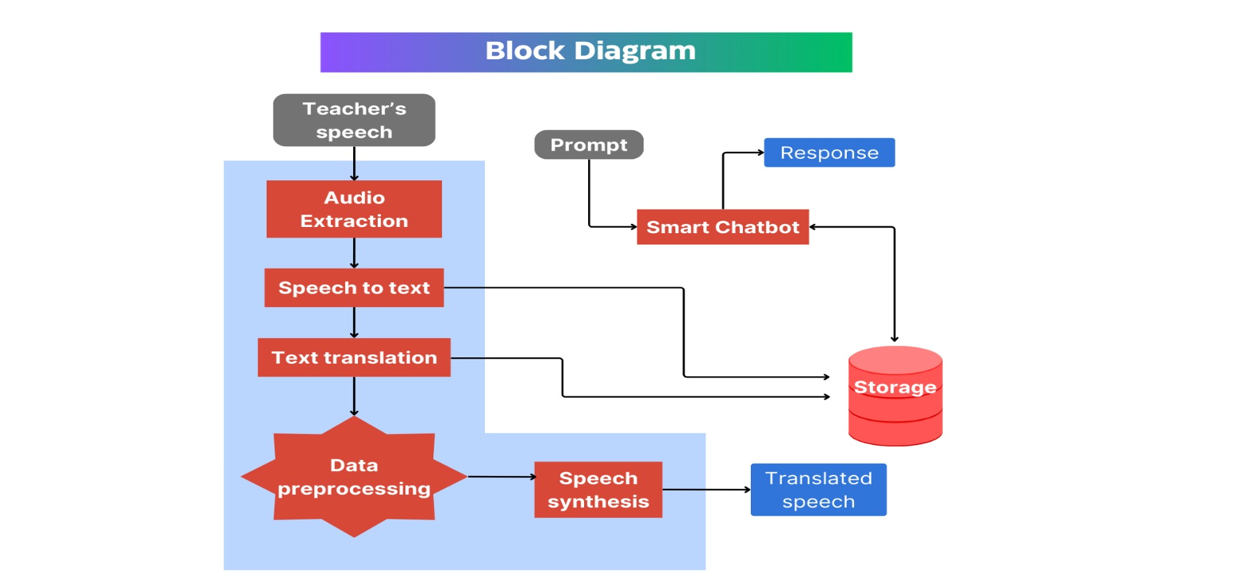 Block Diagram
Teacher’s
speech
Prompt
Response
Audio
Extraction
Smart Chatbot
Speech to text
Text translation
Storage
Data
preprocessing
Speech
synthesis
Translated
speech